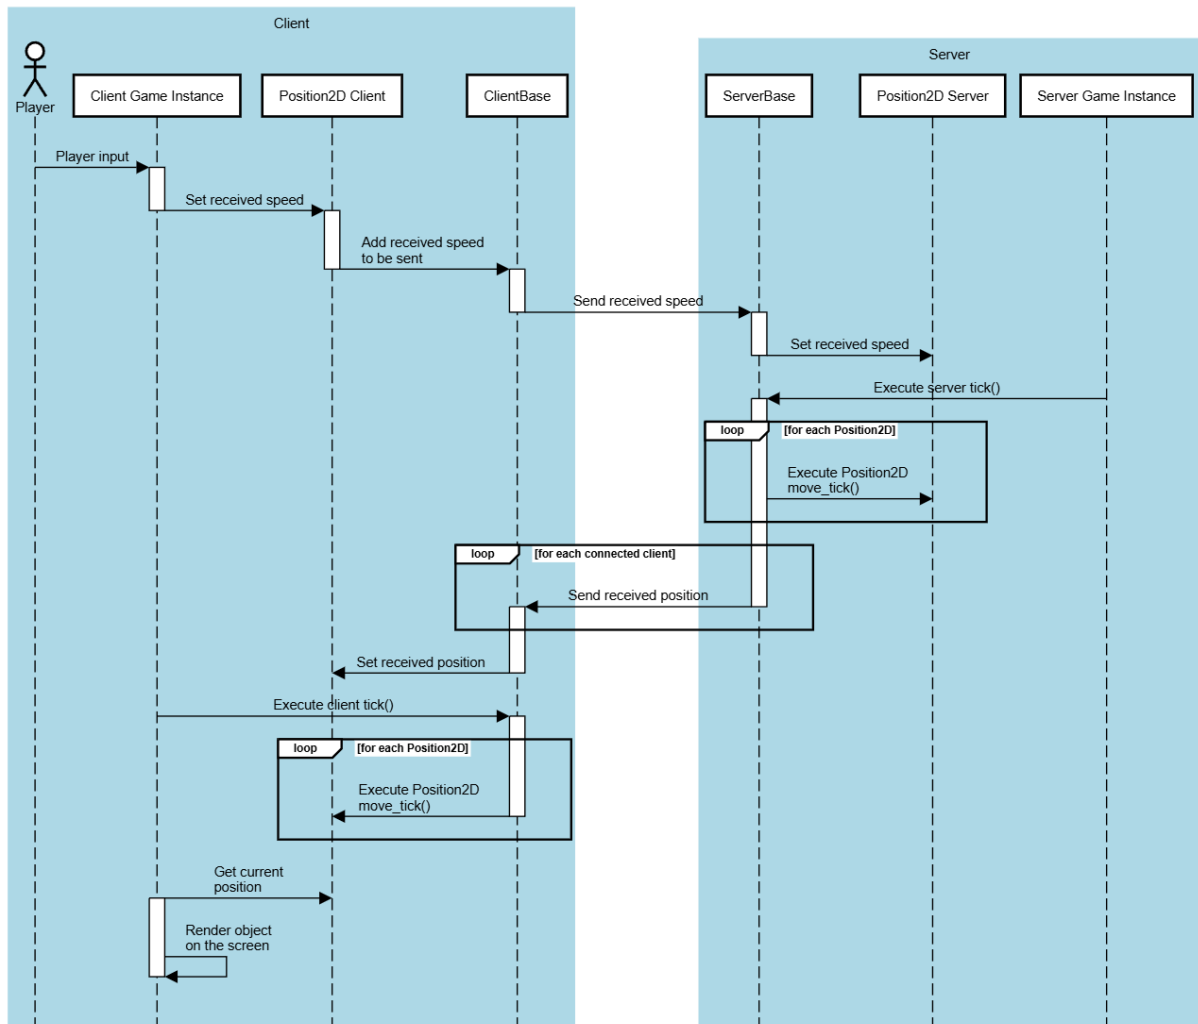 Client
Server
Player
Client Game Instance
Position2D Client
ClientBase
ServerBase
Position2D Server
Server Game Instance
Player input
Set received speed
Add received speed
to be sent
Send received speed
Set received speed
Execute server tick()
loop
[for each Position2D]
Execute Position2D
move_tick()
loop
[for each connected client]
Send received position
Set received position
Execute client tick()
loop
[for each Position2D]
Execute Position2D
move_tick()
Get current
position
Render object
on the screen